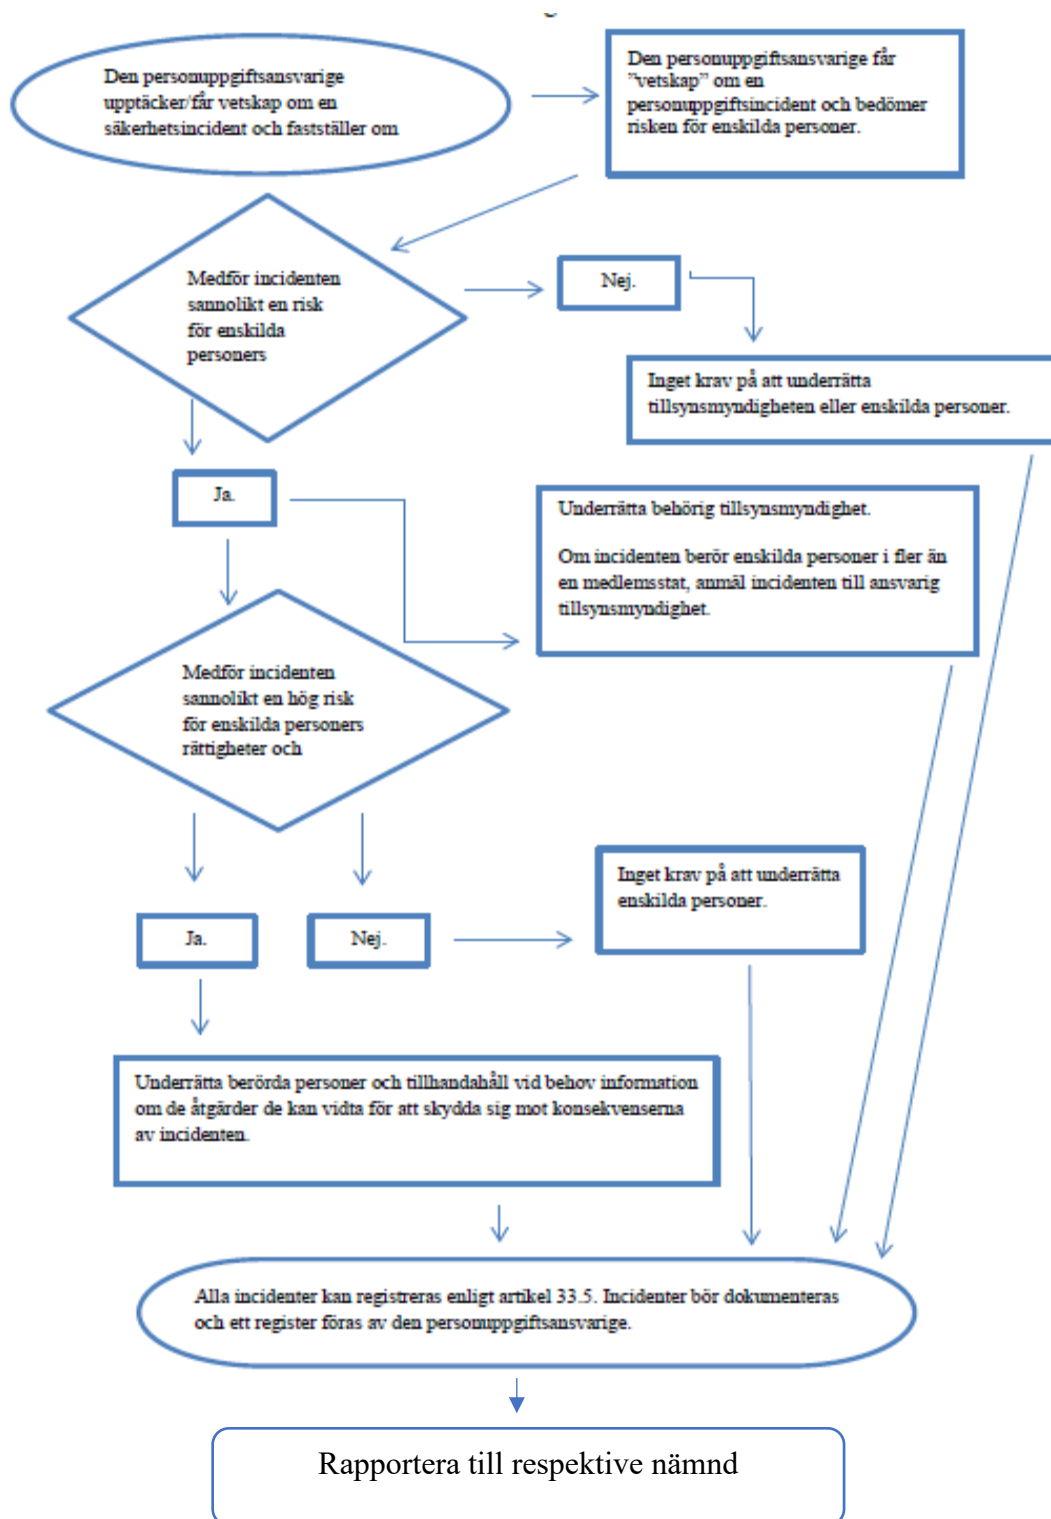 Den personuppgiftsansvarige
upptäcker/får vetskap om en
säkerhetsincident och fastställer om
Den personuppgiftsansvarige får
”vetskap” om en
personuppgiftsincident och bedömer
risken för enskilda personer.
Medför incidenten
sannolikt en risk
för enskilda
personers
Nej.
Inget krav på att underrätta
tillsynsmyndigheten eller enskilda personer.
Ja.
Underrätta behörig tillsynsmyndighet.
Om incidenten berör enskilda personer i fler än
en medlemsstat, anmäl incidenten till ansvarig
tillsynsmyndighet.
Medför incidenten
sannolikt en hög risk
för enskilda personers
rättigheter och
Inget krav på att underrätta
enskilda personer.
Ja.
Nej.
Underrätta berörda personer och tillhandahåll vid behov information
om de åtgärder de kan vidta för att skydda sig mot konsekvenserna
av incidenten.
Alla incidenter kan registreras enligt artikel 33.5. Incidenter bör dokumenteras
och ett register föras av den personuppgiftsansvarige.
Rapportera till respektive nämnd